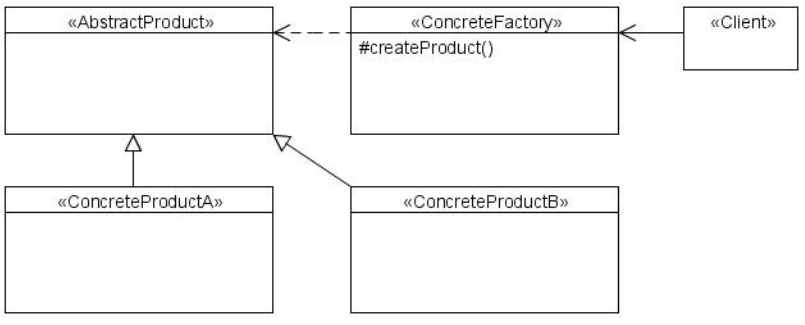 «AbstractProduct»
«ConcreteFactory»
«Client»
#createProduct()
«ConcreteProductA»
«ConcreteProductB»